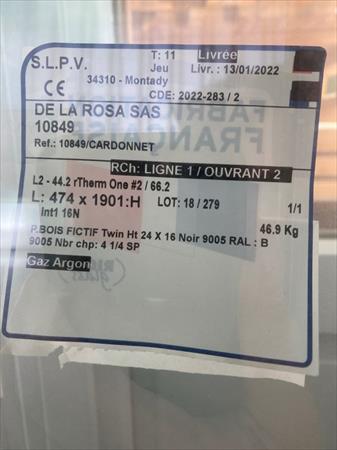 S.L.P.V.
T: 11
Livrée
Jeu
CE
34310 - Montady
Livr. : 13/01/2022
CDE: 2022-283 / 2
DE LA ROSA SAS
10849
Ref.: 10849/CARDONNET
FABRI
FRANÇAISE
RCh: LIGNE 1 / OUVRANT 2
L2 - 44.2 rTherm One #2 / 66.2
L: 474 x 1901:H
LOT: 18 / 279
1/1
Int1 16N
46.9 Kg
P.BOIS FICTIF Twin Ht 24 X 16 Noir 9005 RAL : B
9005 Nbr chp: 4 1/4 SP
Gaz Argon